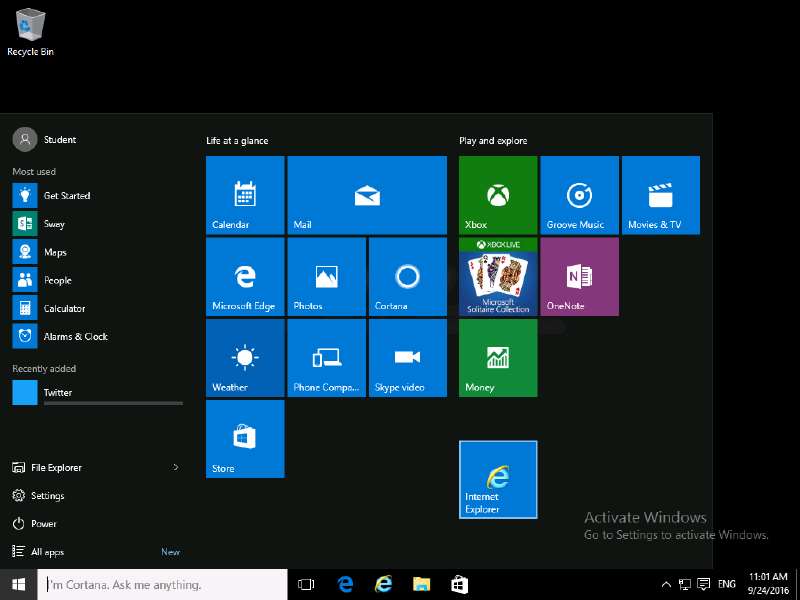 Recycle Bin
Student
Most used
Get Started
Sway
Maps
People
Calculator
Alarms & Clock
Recently added
Twitter
File Explorer
Settings
Power
All apps
New
Life at a glance
Calendar
Mail
Microsoft Edge
Photos
Cortana
Weather
Phone Compa...
Skype video
Store
Play and explore
Xbox
Groove Music
Movies & TV
XBOX LIVE
Microsoft
Solitaire Collection
OneNote
Money
Internet
Explorer
Activate Windows
Go to Settings to activate Windows.
I'm Cortana. Ask me anything.
ENG
11:01 AM
9/24/2016